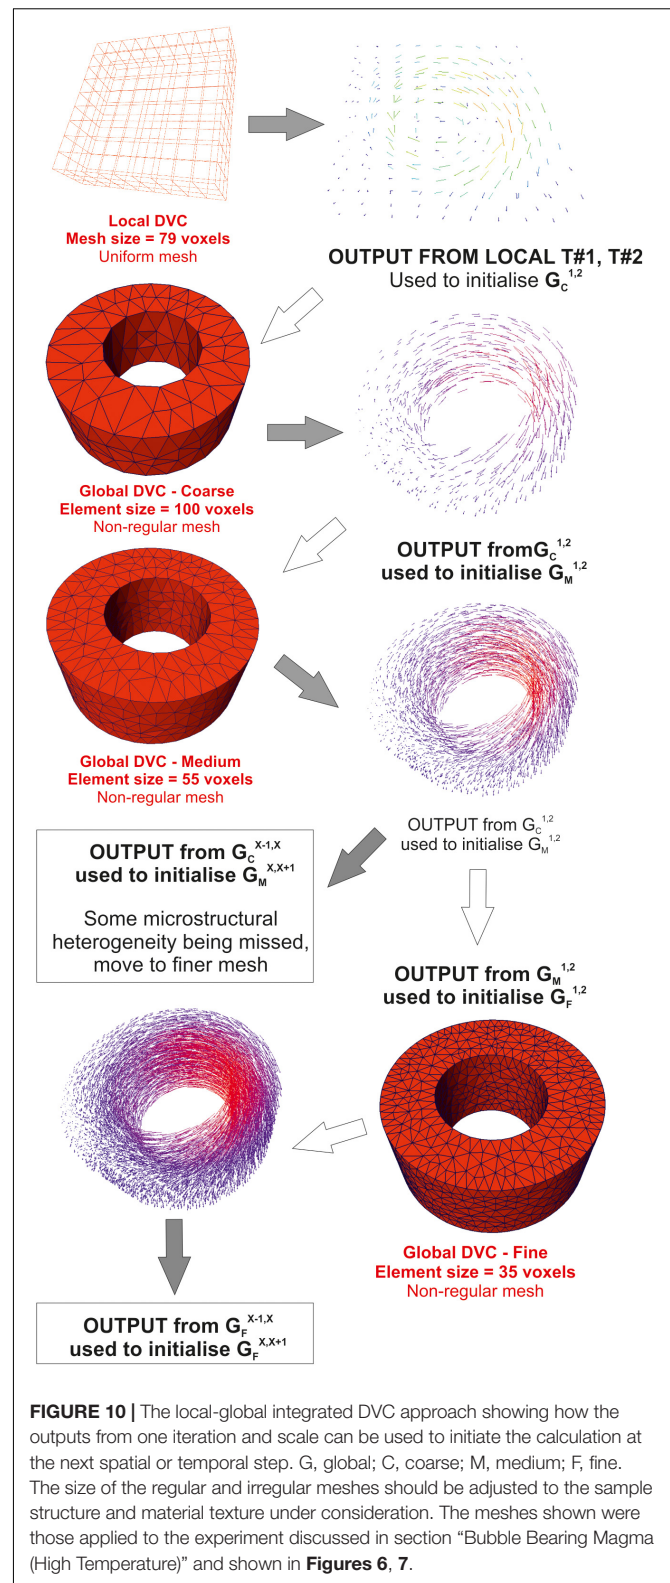 Local DVC
Mesh size = 79 voxels
Uniform mesh
OUTPUT FROM LOCAL T#1, T#2
Used to initialise G_C^1,2
Global DVC - Coarse
Element size = 100 voxels
Non-regular mesh
OUTPUT fromG_C^1,2
used to initialise G_M^1,2
Global DVC - Medium
Element size = 55 voxels
Non-regular mesh
OUTPUT from G_C^1,2
used to initialise G_M^1,2
OUTPUT from G_C^X-1,X
used to initialise G_M^X,X+1
Some microstructural
heterogeneity being missed,
move to finer mesh
OUTPUT from G_M^1,2
used to initialise G_F^1,2
Global DVC - Fine
Element size = 35 voxels
Non-regular mesh
OUTPUT from G_F^X-1,X
used to initialise G_F^X,X+1
FIGURE 10 | The local-global integrated DVC approach showing how the
outputs from one iteration and scale can be used to initiate the calculation at
the next spatial or temporal step. G, global; C, coarse; M, medium; F, fine.
The size of the regular and irregular meshes should be adjusted to the sample
structure and material texture under consideration. The meshes shown were
those applied to the experiment discussed in section “Bubble Bearing Magma
(High Temperature)” and shown in Figures 6, 7.